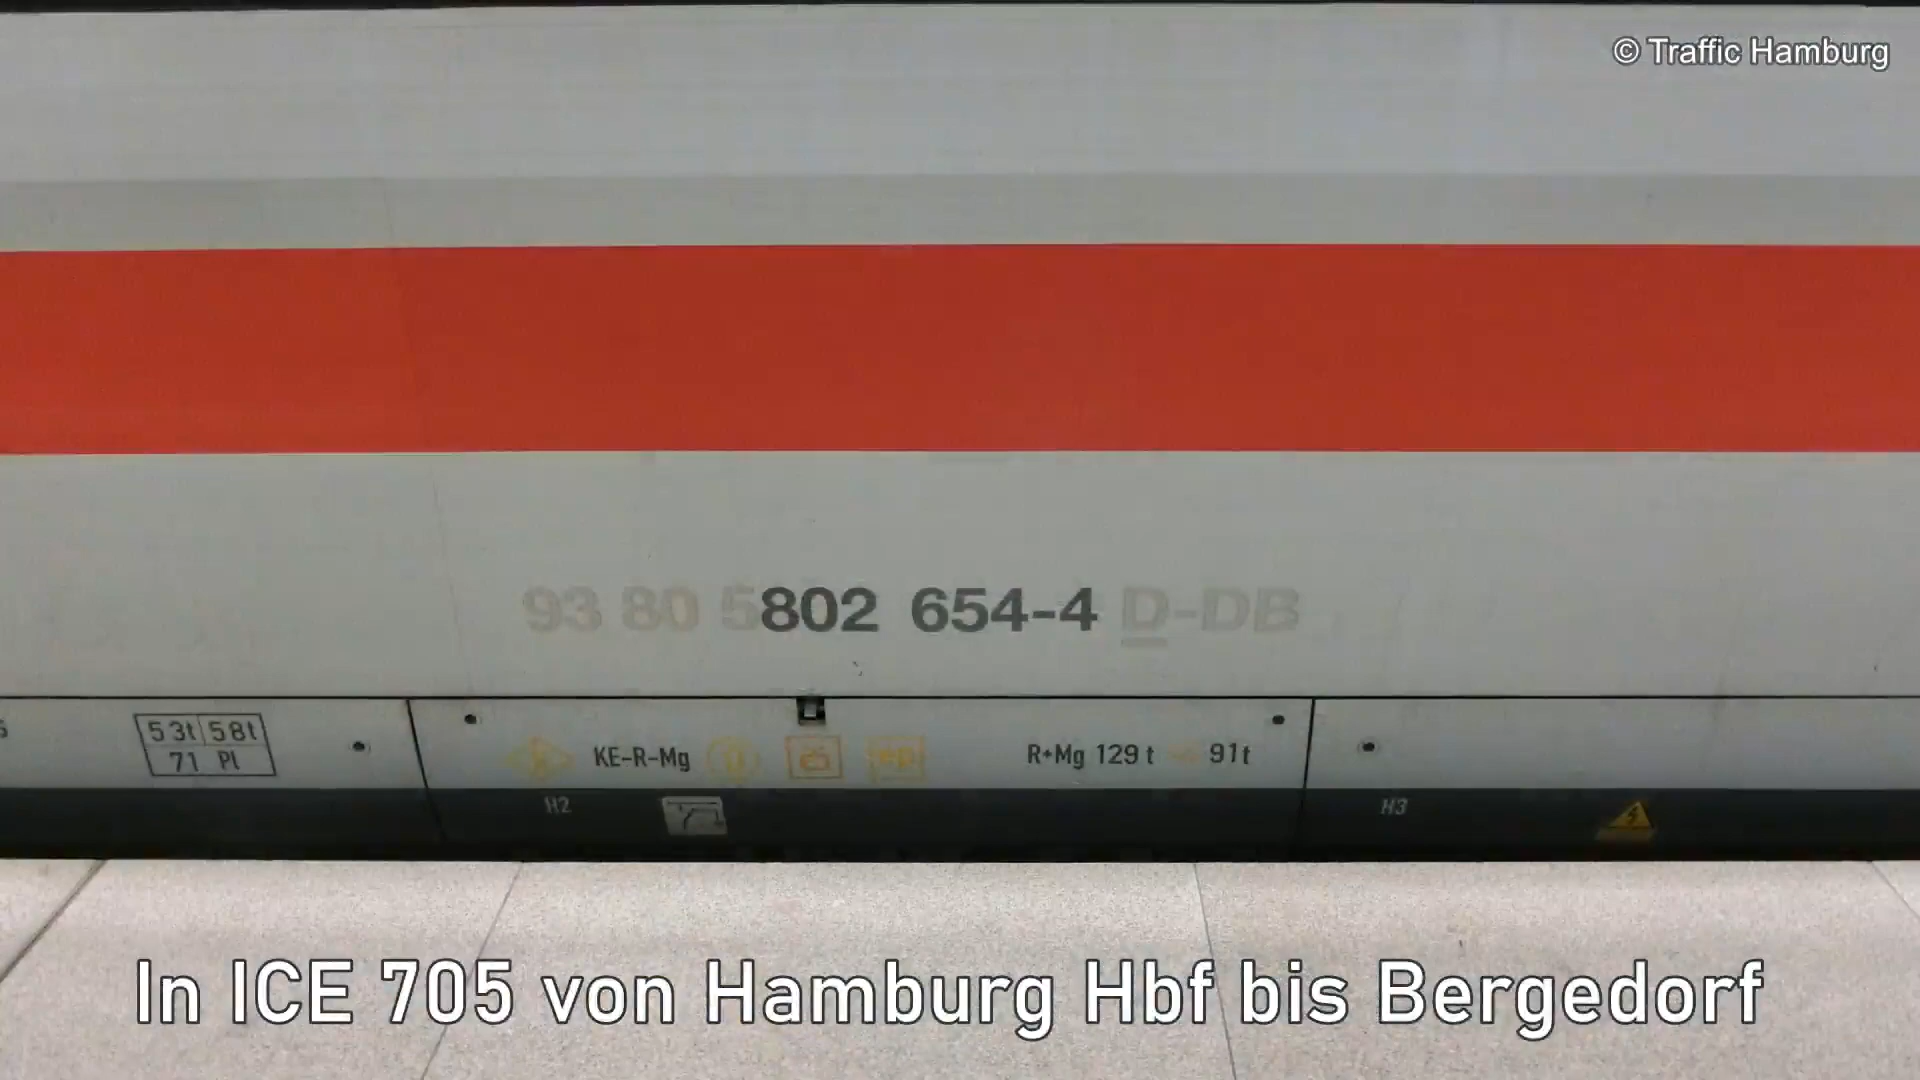 © Traffic Hamburg
93 80 5802 654-4 D-DB
53t 58t
71 Pl
KE-R-Mg
R+Mg 129 t
91t
H2
H3
In ICE 705 von Hamburg Hbf bis Bergedorf